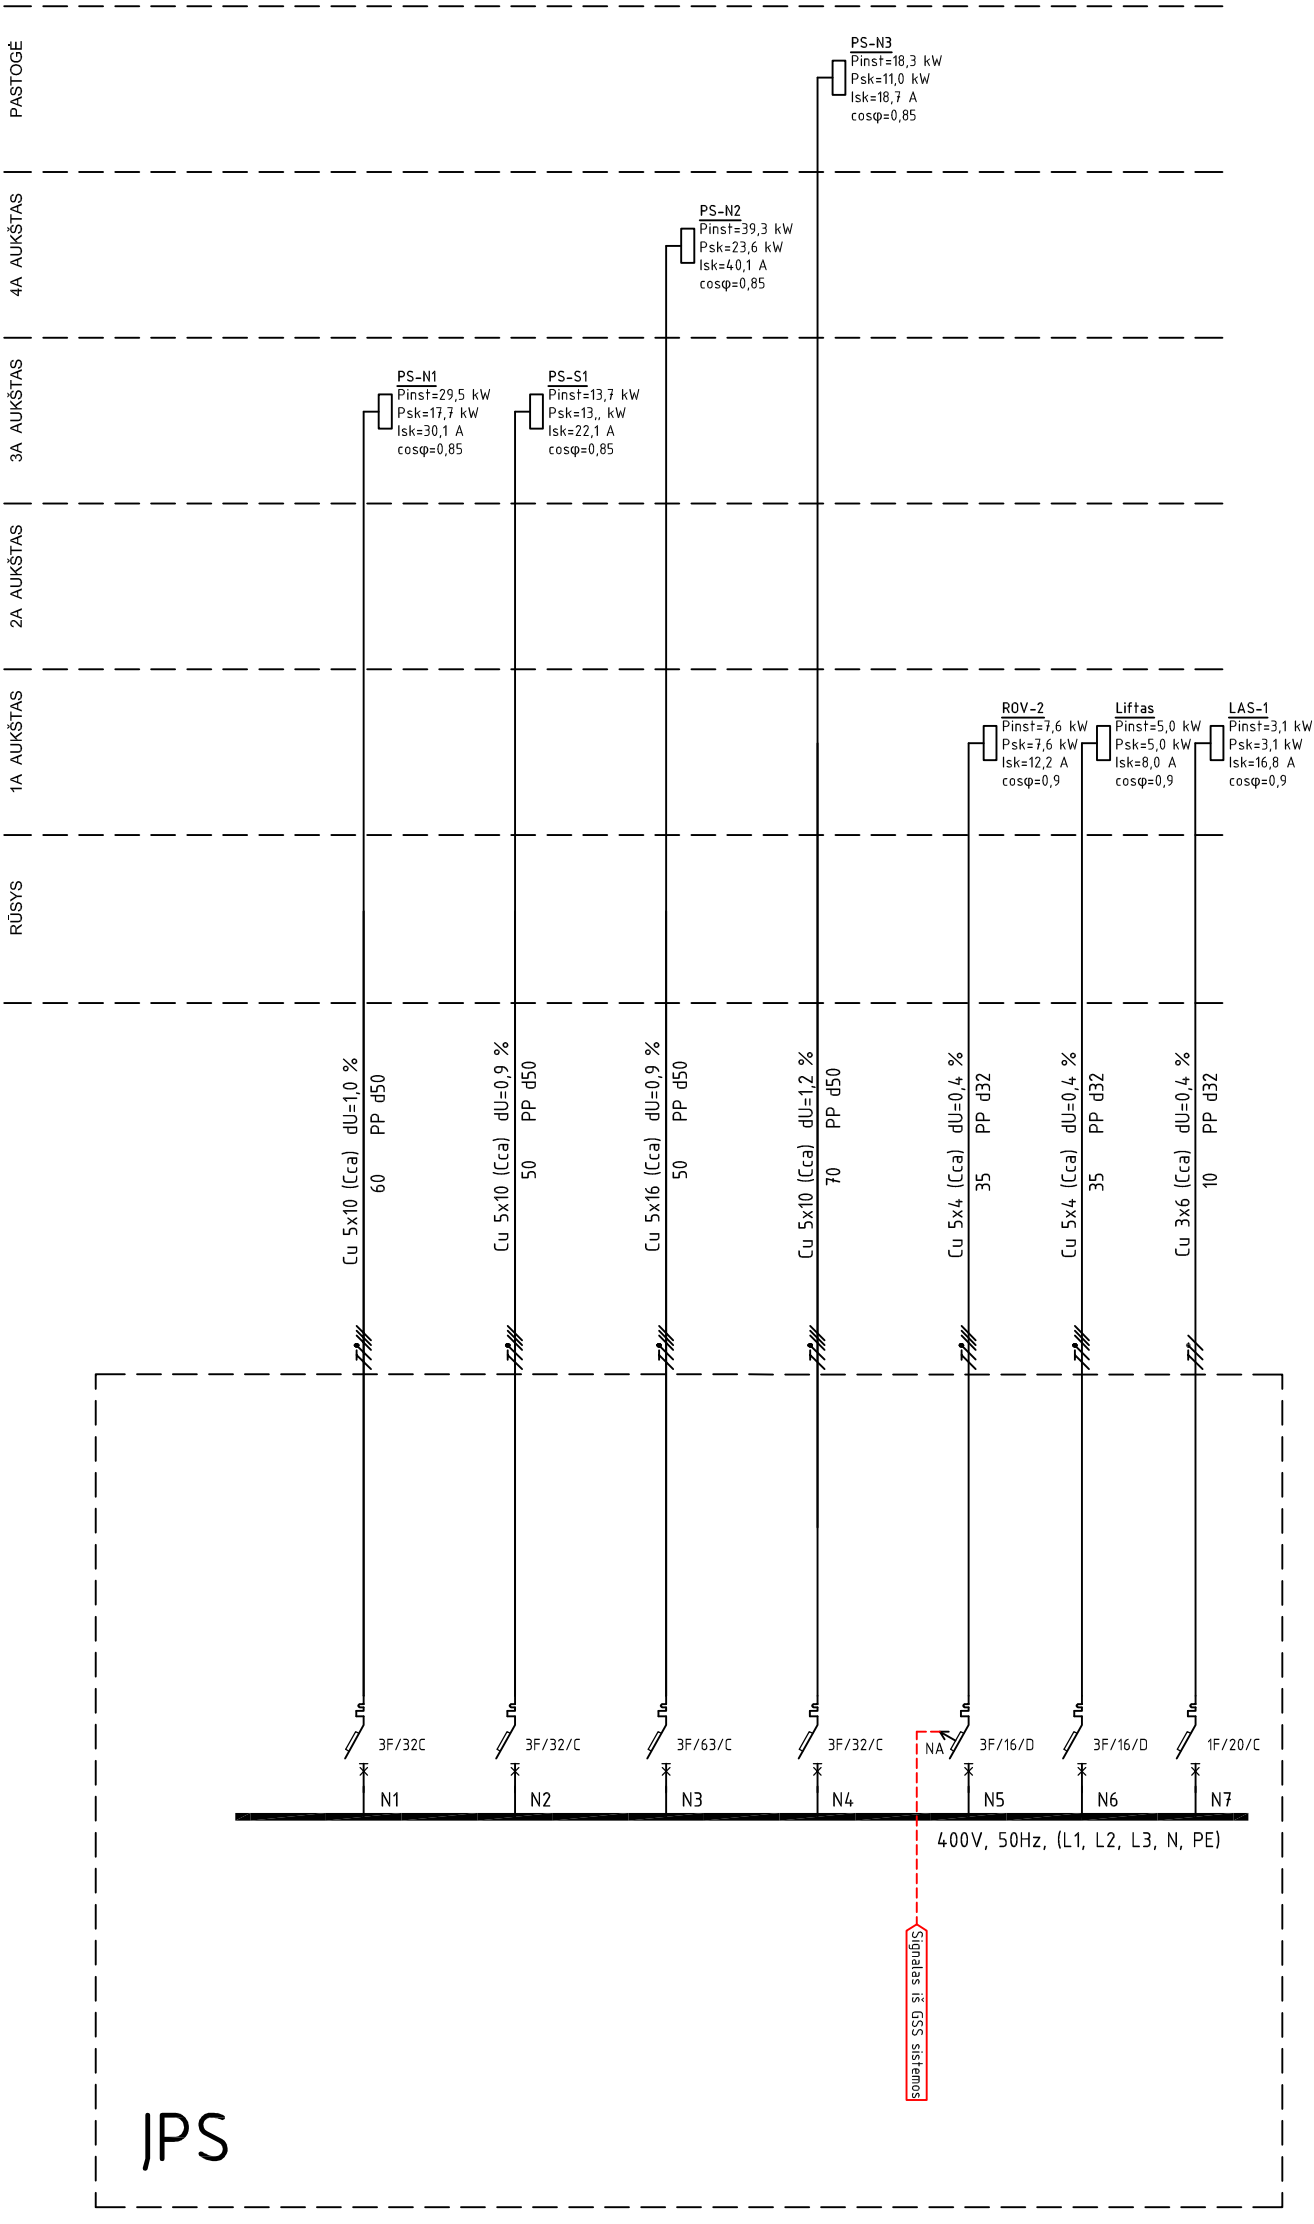 PASTOGĖ
PS-N3
Pinst=18,3 kW
Psk=11,0 kW
Isk=18,7 A
cosφ=0,85
4A AUKŠTAS
PS-N2
Pinst=39,3 kW
Psk=23,6 kW
Isk=40,1 A
cosφ=0,85
3A AUKŠTAS
PS-N1
Pinst=29,5 kW
Psk=17,7 kW
Isk=30,1 A
cosφ=0,85
PS-S1
Pinst=13,7 kW
Psk=13,, kW
Isk=22,1 A
cosφ=0,85
2A AUKŠTAS
1A AUKŠTAS
ROV-2
Pinst=7,6 kW
Psk=7,6 kW
Isk=12,2 A
cosφ=0,9
Liftas
Pinst=5,0 kW
Psk=5,0 kW
Isk=8,0 A
cosφ=0,9
LAS-1
Pinst=3,1 kW
Psk=3,1 kW
Isk=16,8 A
cosφ=0,9
RŪSYS
Cu 5x10 (Cca) dU=1,0 %
60 PP d50
Cu 5x10 (Cca) dU=0,9 %
50 PP d50
Cu 5x16 (Cca) dU=0,9 %
50 PP d50
Cu 5x10 (Cca) dU=1,2 %
70 PP d50
Cu 5x4 (Cca) dU=0,4 %
35 PP d32
Cu 5x4 (Cca) dU=0,4 %
35 PP d32
Cu 3x6 (Cca) dU=0,4 %
10 PP d32
3F/32C
3F/32/C
3F/63/C
3F/32/C
NA
3F/16/D
3F/16/D
1F/20/C
N1
N2
N3
N4
N5
N6
N7
400V, 50Hz, (L1, L2, L3, N, PE)
Signalas iš GSS sistemos
JPS